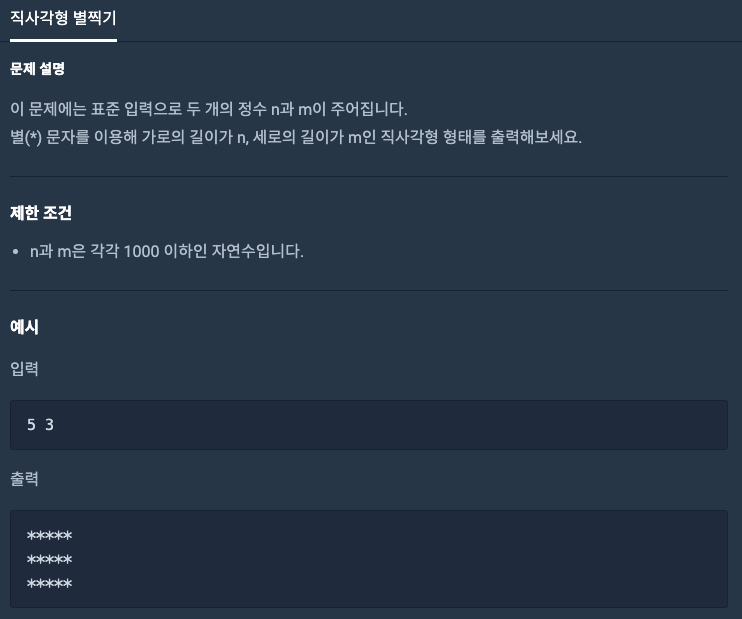 직사각형 별찍기
문제 설명
이 문제에는 표준 입력으로 두 개의 정수 n과 m이 주어집니다.
별(*) 문자를 이용해 가로의 길이가 n, 세로의 길이가 m인 직사각형 형태를 출력해보세요.
제한 조건
• n과 m은 각각 1000 이하인 자연수입니다.
예시
입력
5 3
출력
*****
*****
*****